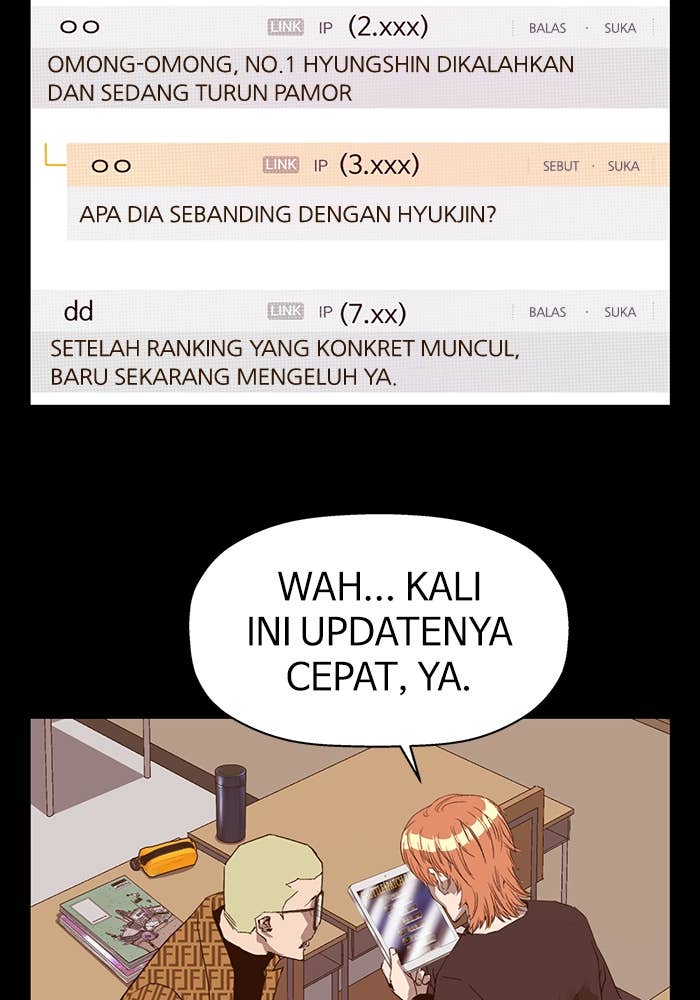 ㅇㅇ LINK IP (2.xxx) BALAS · SUKA
OMONG-OMONG, NO.1 HYUNGSHIN DIKALAHKAN
DAN SEDANG TURUN PAMOR
ㅇㅇ LINK IP (3.xxx) SEBUT · SUKA
APA DIA SEBANDING DENGAN HYUKJIN?
dd LINK IP (7.xx) BALAS · SUKA
SETELAH RANKING YANG KONKRET MUNCUL,
BARU SEKARANG MENGELUH YA.
WAH... KALI
INI UPDATENYA
CEPAT, YA.